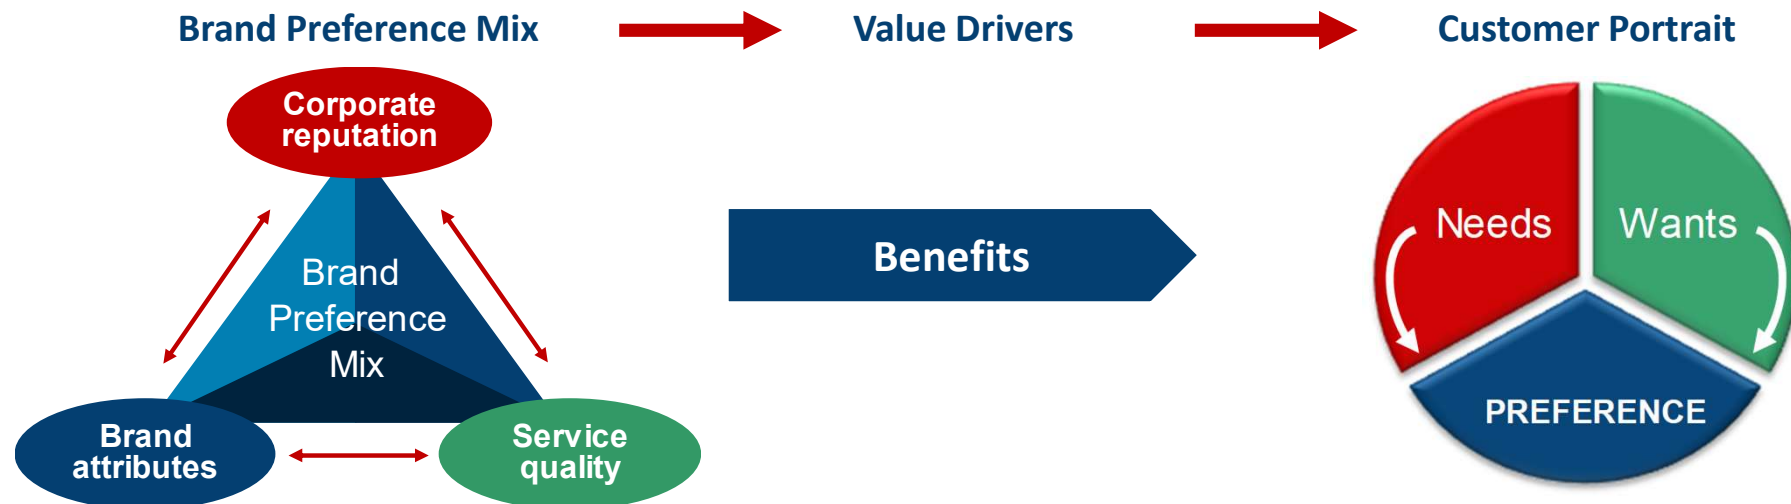 Brand Preference Mix
Value Drivers
Customer Portrait
Corporate
reputation
Brand
Preference
Mix
Brand
attributes
Service
quality
Benefits
Needs
Wants
PREFERENCE